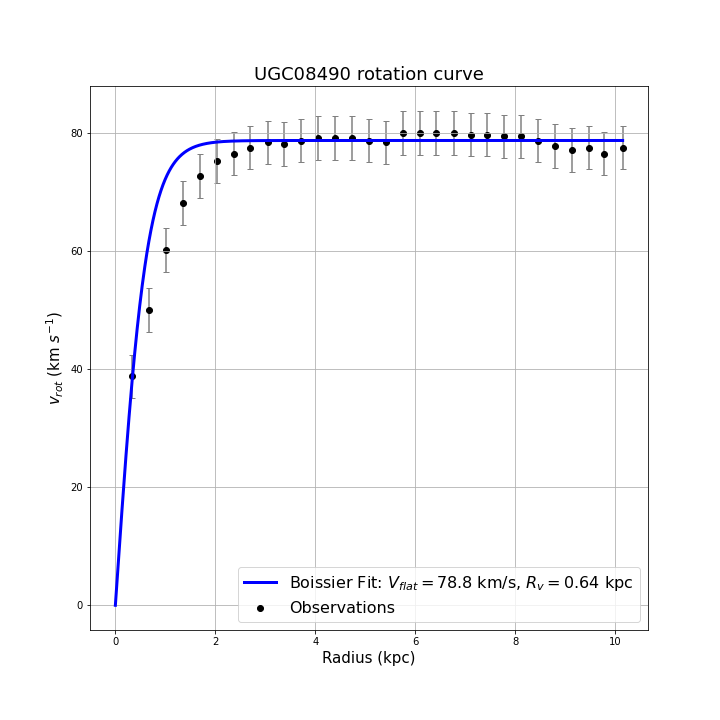 UGC08490 rotation curve
80
60
40
20
0
v_rot (km s⁻¹)
Boissier Fit: V_flat = 78.8 km/s, R_v = 0.64 kpc
Observations
0 2 4 6 8 10
Radius (kpc)